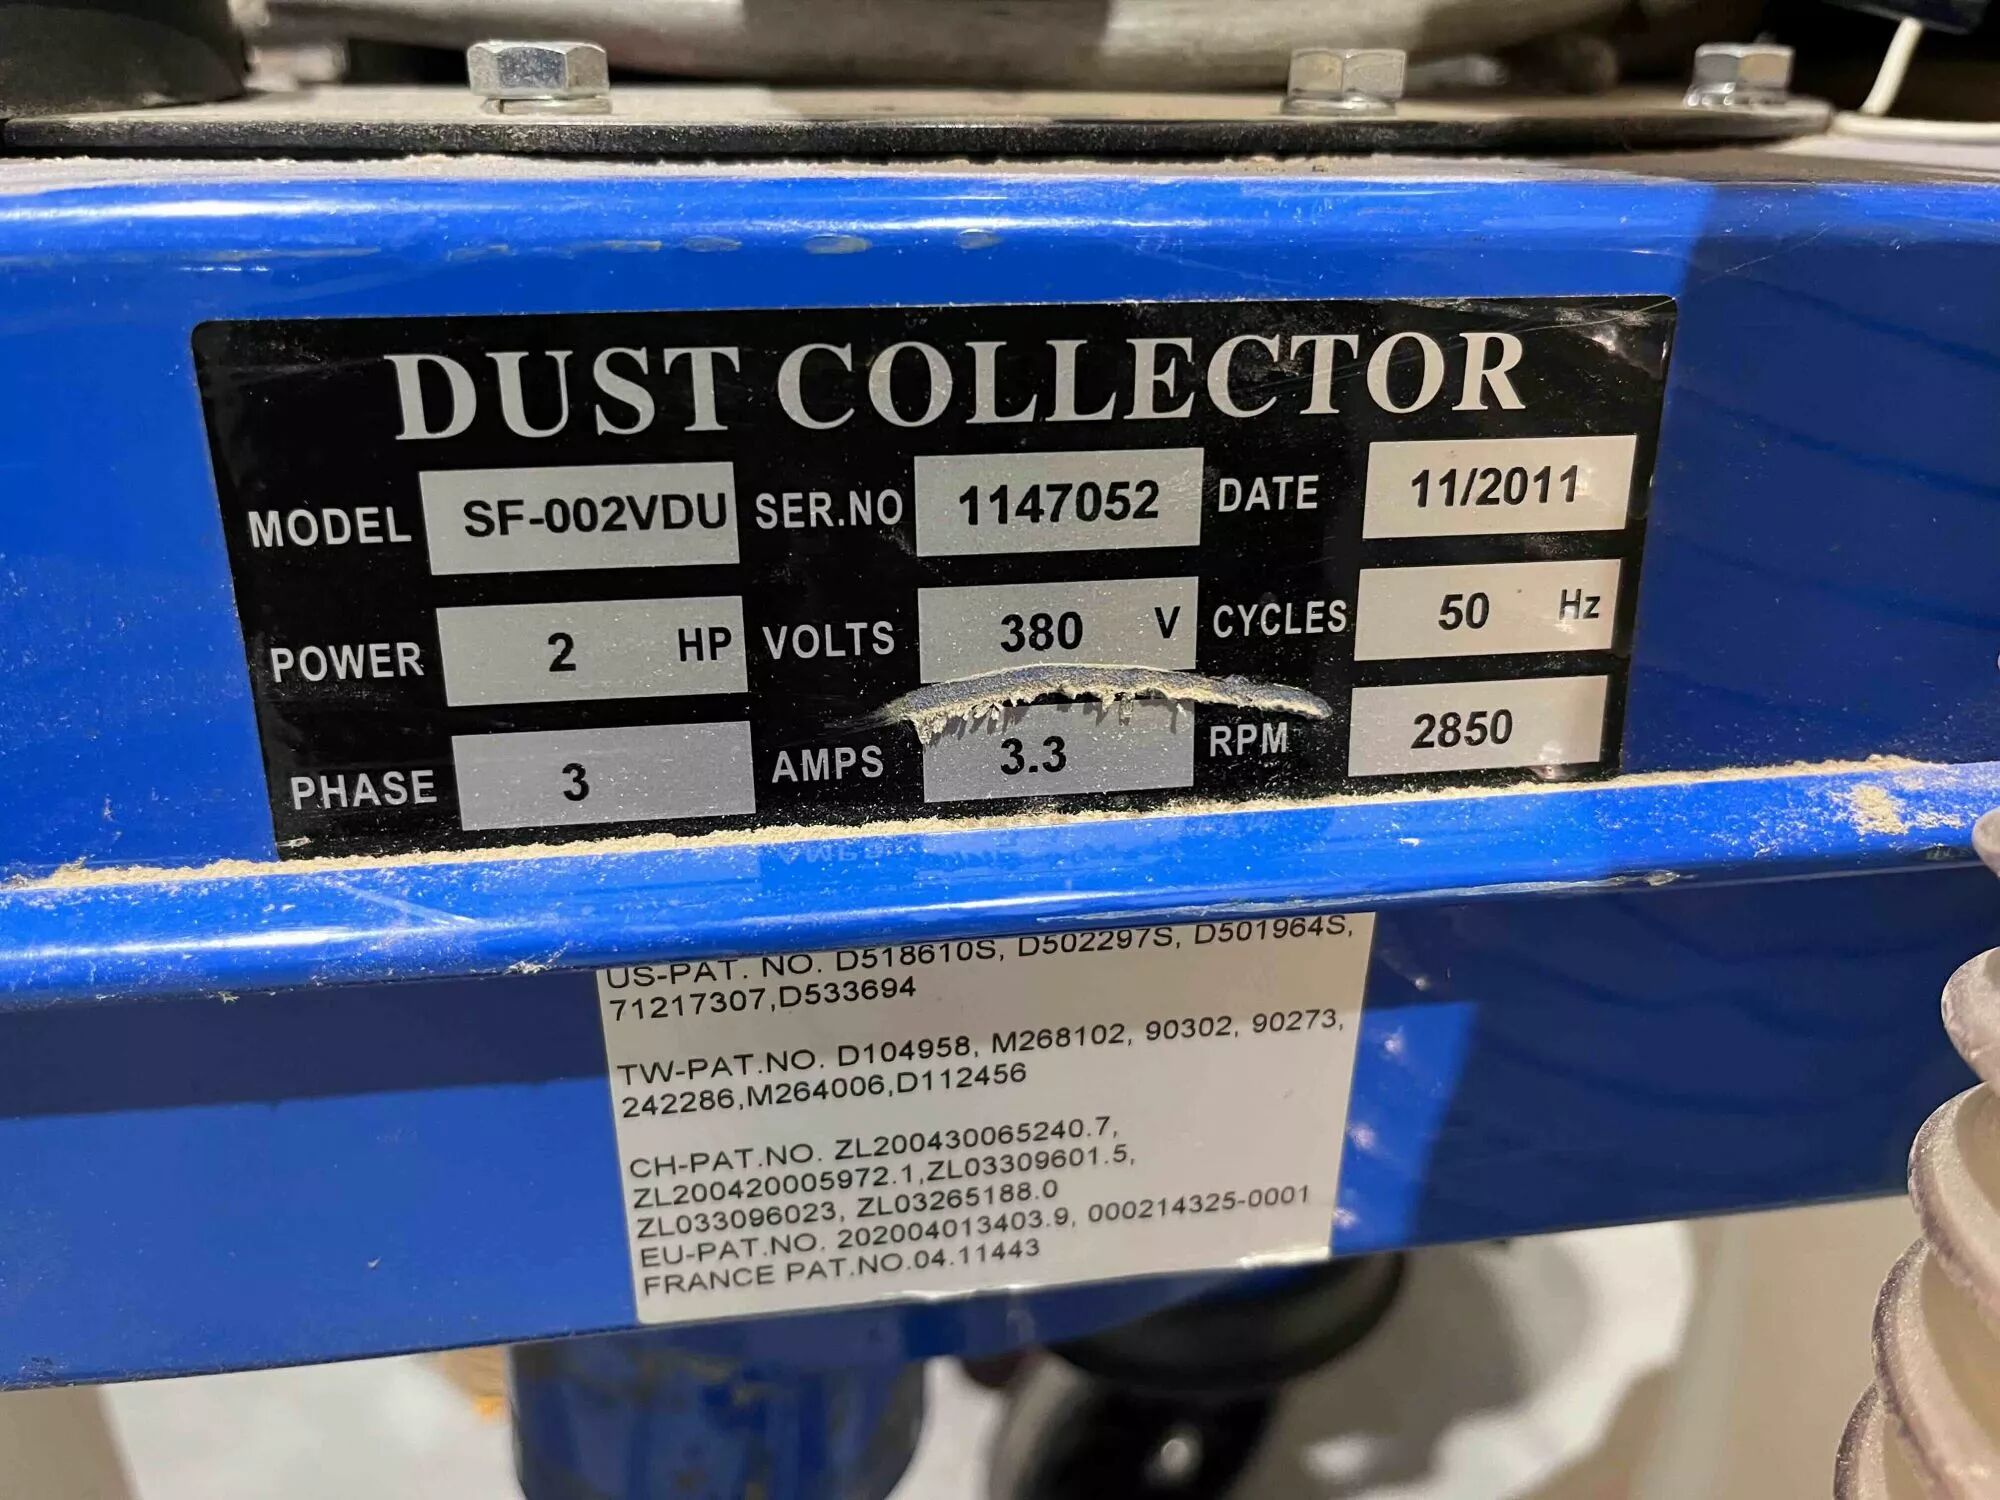 DUST COLLECTOR
MODEL SF-002VDU SER.NO 1147052 DATE 11/2011
POWER 2 HP VOLTS 380 V CYCLES 50 Hz
PHASE 3 AMPS 3.3 RPM 2850
US-PAT. NO. D518610S, D502297S, D501964S,
71217307,D533694
TW-PAT.NO. D104958, M268102, 90302, 90273,
242286,M264006,D112456
CH-PAT.NO. ZL200430065240.7,
ZL200420005972.1,ZL03309601.5,
ZL033096023, ZL03265188.0
EU-PAT.NO. 202004013403.9, 000214325-0001
FRANCE PAT.NO.04.11443